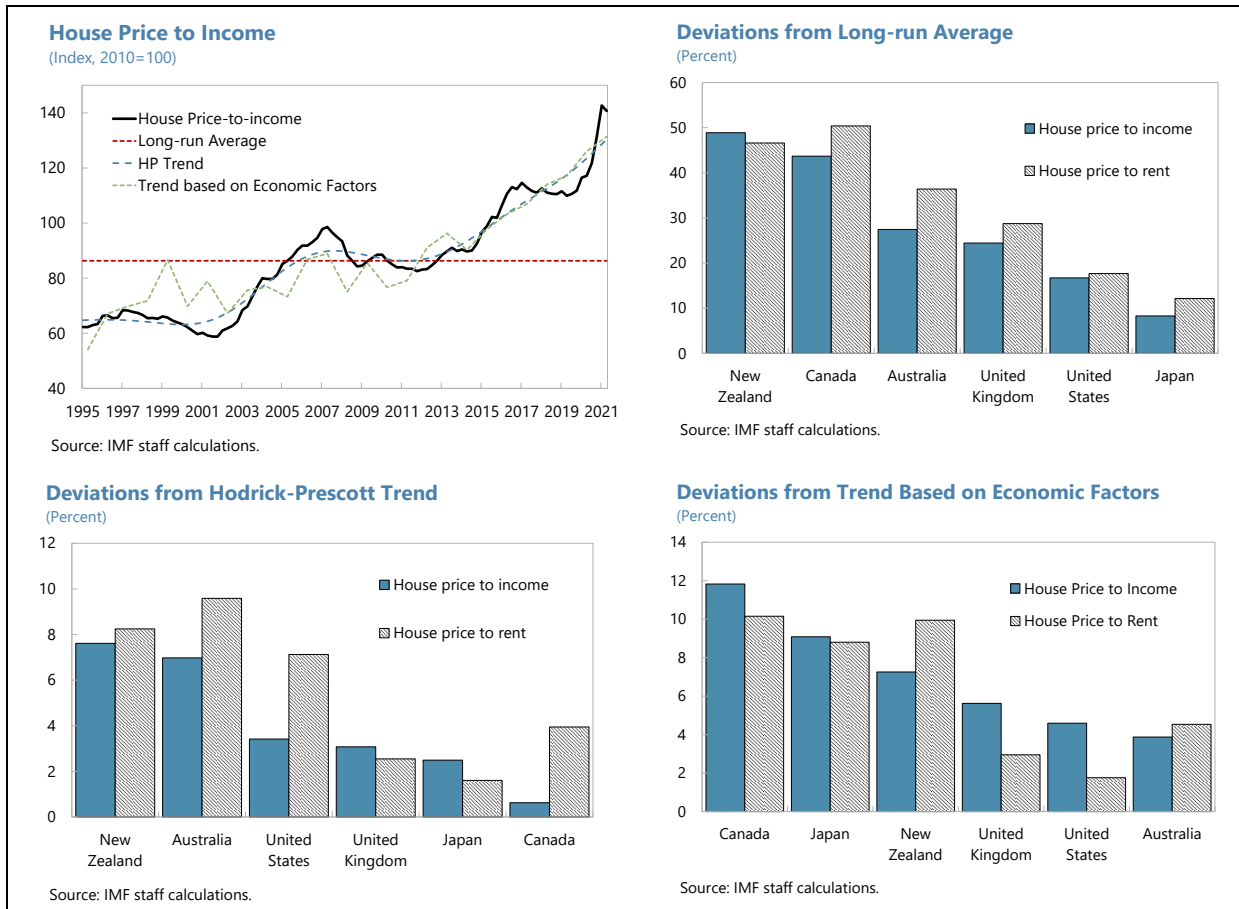 House Price to Income
(Index, 2010=100)
140
120
100
80
60
40
House Price-to-income
Long-run Average
HP Trend
Trend based on Economic Factors
1995 1997 1999 2001 2003 2005 2007 2009 2011 2013 2015 2017 2019 2021
Source: IMF staff calculations.
Deviations from Long-run Average
(Percent)
60
50
40
30
20
10
0
House price to income
House price to rent
New Zealand
Canada
Australia
United Kingdom
United States
Japan
Source: IMF staff calculations.
Deviations from Hodrick-Prescott Trend
(Percent)
12
10
8
6
4
2
0
House price to income
House price to rent
New Zealand
Australia
United States
United Kingdom
Japan
Canada
Source: IMF staff calculations.
Deviations from Trend Based on Economic Factors
(Percent)
14
12
10
8
6
4
2
0
House Price to Income
House Price to Rent
Canada
Japan
New Zealand
United Kingdom
United States
Australia
Source: IMF staff calculations.